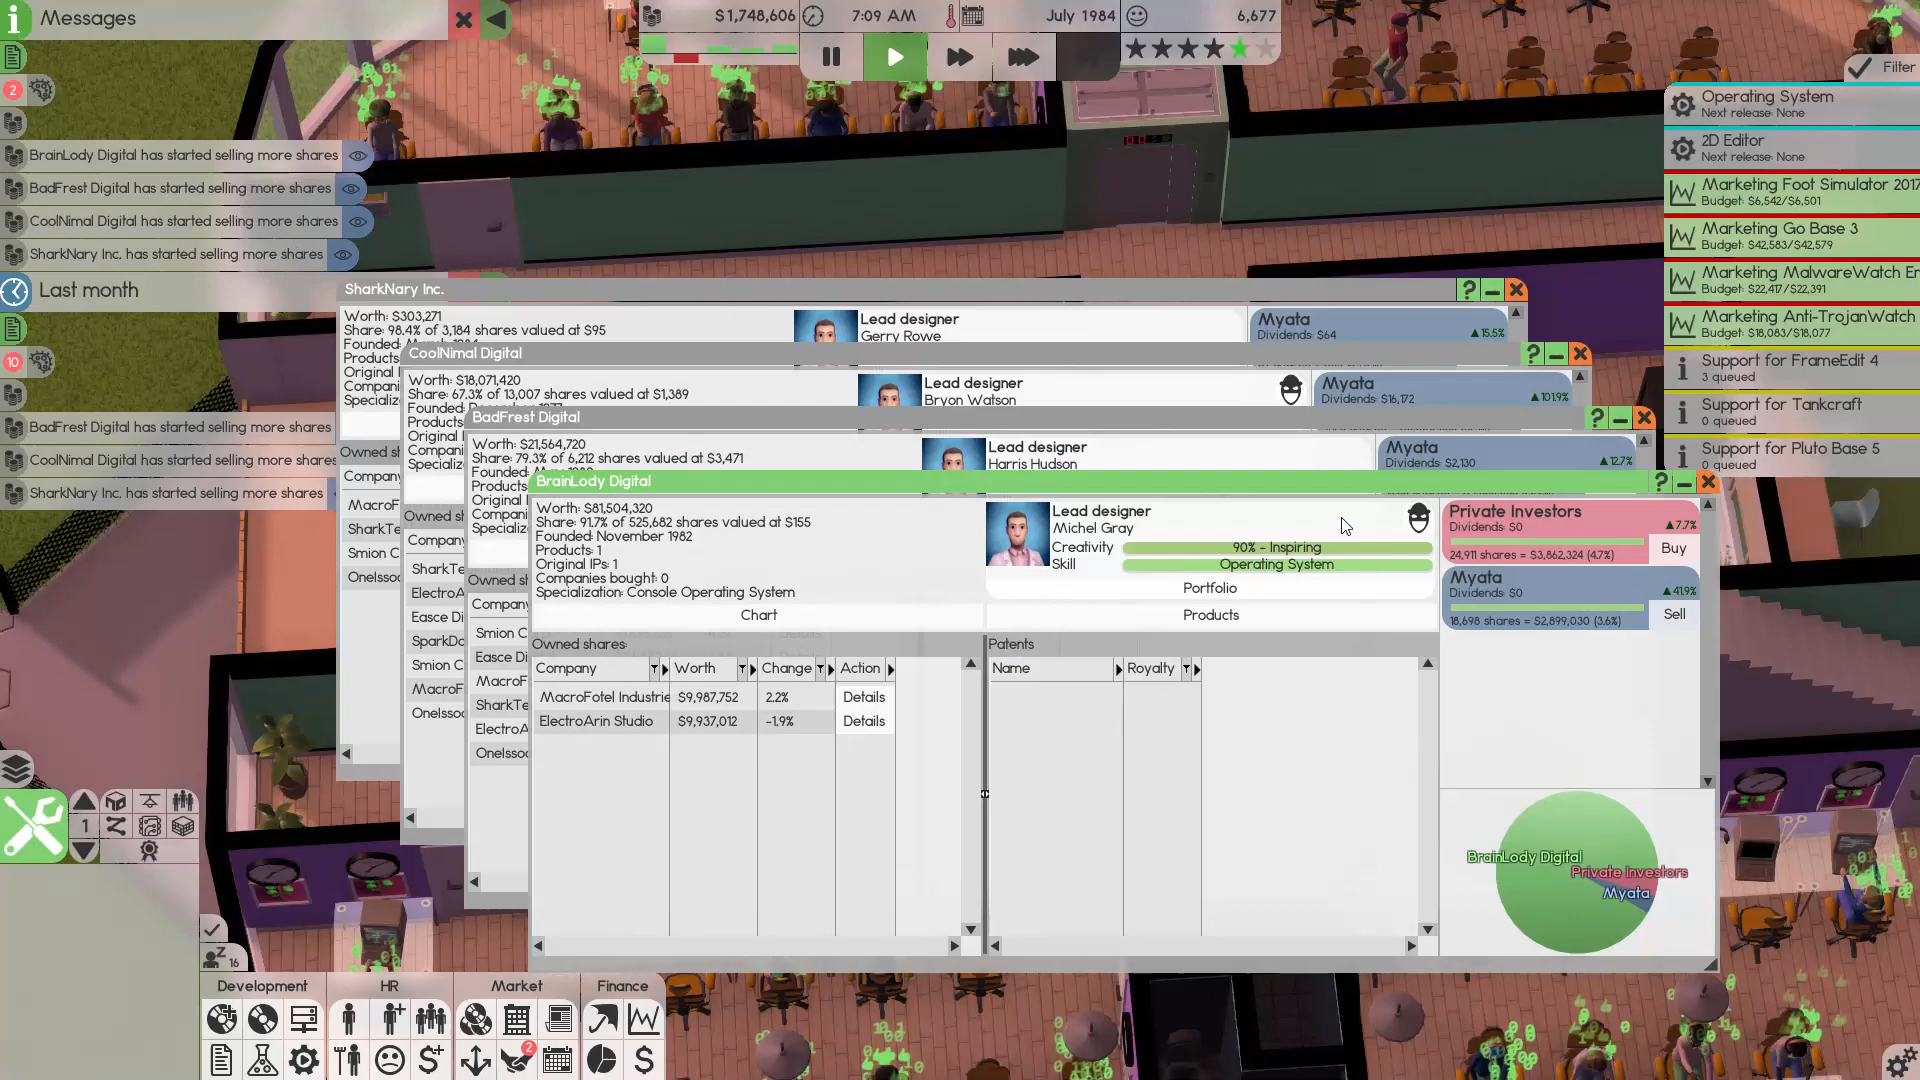 Messages
$1,748,606
7:09 AM
July 1984
6,677
Filter
2
BrainLody Digital has started selling more shares
BadFrest Digital has started selling more shares
CoolNimal Digital has started selling more shares
SharkNary Inc. has started selling more shares
Last month
10
BadFrest Digital has started selling more shares
CoolNimal Digital has started selling more shares
SharkNary Inc. has started selling more shares
Operating System
Next release: None
2D Editor
Next release: None
Marketing Foot Simulator 2017
Budget: $6,542/$6,501
Marketing Go Base 3
Budget: $42,583/$42,579
Marketing MalwareWatch En
Budget: $22,417/$22,391
Marketing Anti-TrojanWatch
Budget: $18,083/$18,077
Support for FrameEdit 4
3 queued
Support for Tankcraft
0 queued
Support for Pluto Base 5
0 queued
SharkNary Inc.
Worth: $303,271
Share: 98.4% of 3,184 shares valued at $95
Lead designer
Gerry Rowe
Myata
Dividends: $64
15.5%
CoolNimal Digital
Worth: $18,071,420
Share: 67.3% of 13,007 shares valued at $1,389
Lead designer
Bryon Watson
Myata
Dividends: $16,172
101.9%
BadFrest Digital
Worth: $21,564,720
Share: 79.3% of 6,212 shares valued at $3,471
Lead designer
Harris Hudson
Myata
Dividends: $2,130
12.7%
BrainLody Digital
Worth: $81,504,320
Share: 91.7% of 525,682 shares valued at $155
Founded: November 1982
Products: 1
Original IPs: 1
Companies bought: 0
Specialization: Console Operating System
Lead designer
Michel Gray
Creativity
90% - Inspiring
Skill
Operating System
Portfolio
Chart
Products
Private Investors
Dividends: $0
7.7%
24,911 shares = $3,862,324 (4.7%)
Buy
Myata
Dividends: $0
41.9%
18,698 shares = $2,899,030 (3.6%)
Sell
Owned shares:
Company
Worth
Change
Action
MacroFotel Industrie
$9,987,752
2.2%
Details
ElectroArin Studio
$9,937,012
-1.9%
Details
Patents
Name
Royalty
BrainLody Digital
Private Investors
Myata
1
16
Development
HR
Market
Finance
2